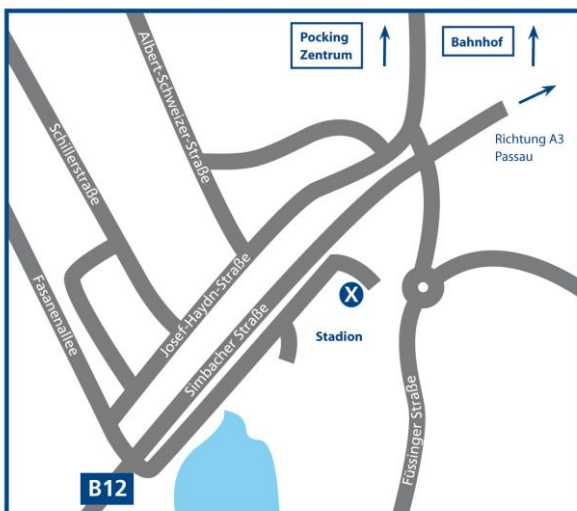 Pocking
Zentrum
Bahnhof
Richtung A3
Passau
Albert-Schweizer-Straße
Schillerstraße
Fasanenallee
Josef-Haydn-Straße
Simbacher Straße
X
Stadion
Füssinger Straße
B12